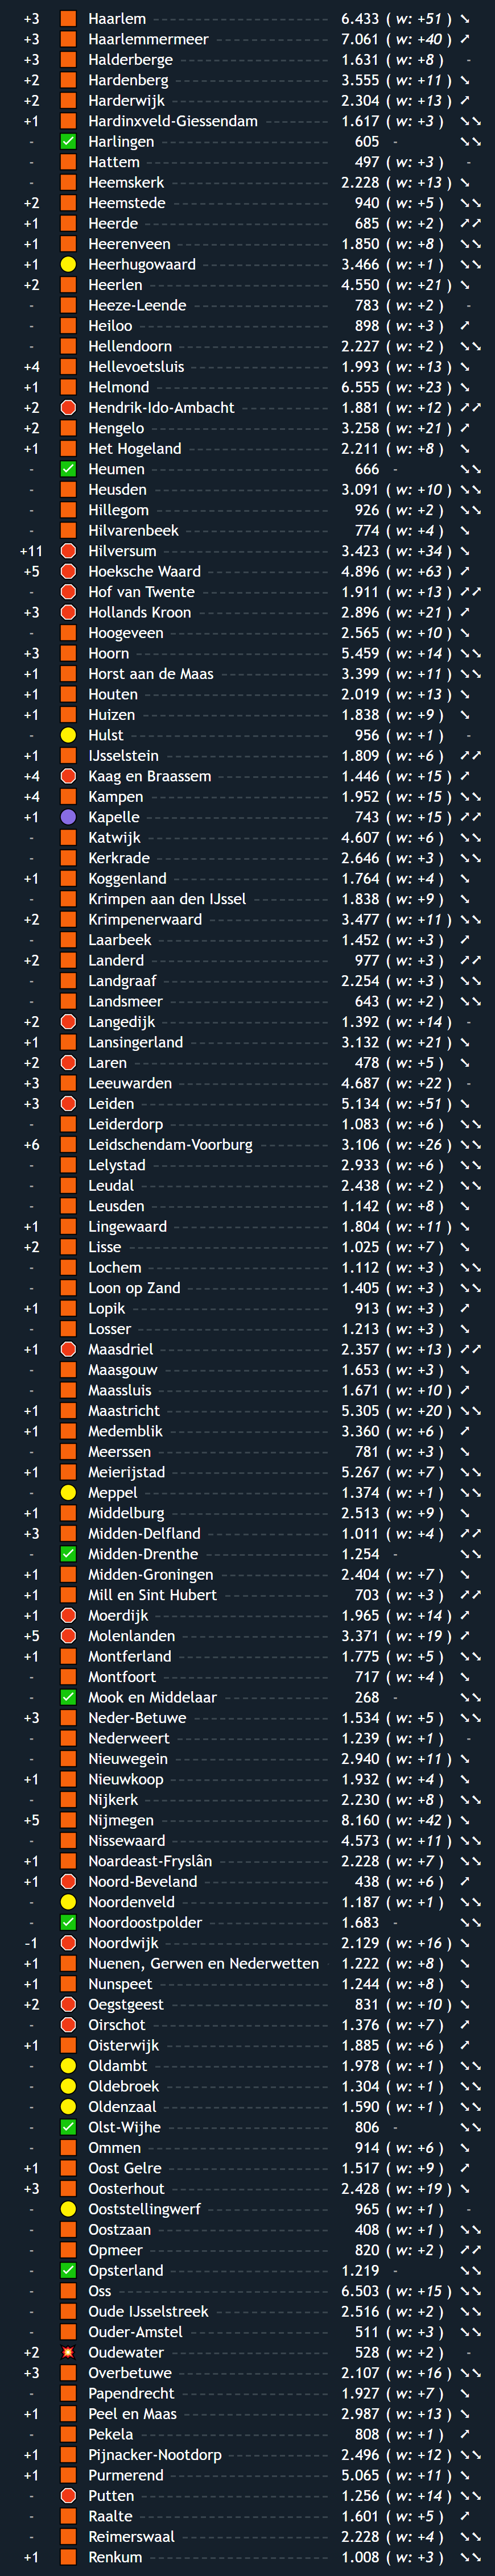 +3 Haarlem 6.433 ( w: +51 ) ↘
+3 Haarlemmermeer 7.061 ( w: +40 ) ↗
+3 Halderberge 1.631 ( w: +8 ) -
+2 Hardenberg 3.555 ( w: +11 ) ↘
+2 Harderwijk 2.304 ( w: +13 ) ↗
+1 Hardinxveld-Giessendam 1.617 ( w: +3 ) ↘↘
- Harlingen 605 - ↘↘
- Hattem 497 ( w: +3 ) -
- Heemskerk 2.228 ( w: +13 ) ↘
+2 Heemstede 940 ( w: +5 ) ↘↘
+1 Heerde 685 ( w: +2 ) ↗↗
+1 Heerenveen 1.850 ( w: +8 ) ↘↘
+1 Heerhugowaard 3.466 ( w: +1 ) ↘↘
+2 Heerlen 4.550 ( w: +21 ) ↘
- Heeze-Leende 783 ( w: +2 ) -
- Heiloo 898 ( w: +3 ) ↗
- Hellendoorn 2.227 ( w: +2 ) ↘↘
+4 Hellevoetsluis 1.993 ( w: +13 ) ↘
+1 Helmond 6.555 ( w: +23 ) ↘
+2 Hendrik-Ido-Ambacht 1.881 ( w: +12 ) ↗↗
+2 Hengelo 3.258 ( w: +21 ) ↗
+1 Het Hogeland 2.211 ( w: +8 ) ↘
- Heumen 666 - ↘↘
- Heusden 3.091 ( w: +10 ) ↘↘
- Hillegom 926 ( w: +2 ) ↘↘
- Hilvarenbeek 774 ( w: +4 ) ↘
+11 Hilversum 3.423 ( w: +34 ) ↘
+5 Hoeksche Waard 4.896 ( w: +63 ) ↗
- Hof van Twente 1.911 ( w: +13 ) ↗↗
+3 Hollands Kroon 2.896 ( w: +21 ) ↗
- Hoogeveen 2.565 ( w: +10 ) ↘
+3 Hoorn 5.459 ( w: +14 ) ↘↘
+1 Horst aan de Maas 3.399 ( w: +11 ) ↘↘
+1 Houten 2.019 ( w: +13 ) ↘
+1 Huizen 1.838 ( w: +9 ) ↘
- Hulst 956 ( w: +1 ) -
+1 IJsselstein 1.809 ( w: +6 ) ↗↗
+4 Kaag en Braassem 1.446 ( w: +15 ) ↗
+4 Kampen 1.952 ( w: +15 ) ↘↘
+1 Kapelle 743 ( w: +15 ) ↗↗
- Katwijk 4.607 ( w: +6 ) ↘↘
- Kerkrade 2.646 ( w: +3 ) ↘↘
+1 Koggenland 1.764 ( w: +4 ) ↘
- Krimpen aan den IJssel 1.838 ( w: +9 ) ↘
+2 Krimpenerwaard 3.477 ( w: +11 ) ↘↘
- Laarbeek 1.452 ( w: +3 ) ↗
+2 Landerd 977 ( w: +3 ) ↗↗
- Landgraaf 2.254 ( w: +3 ) ↘↘
- Landsmeer 643 ( w: +2 ) ↘↘
+2 Langedijk 1.392 ( w: +14 ) -
+1 Lansingerland 3.132 ( w: +21 ) ↘
+2 Laren 478 ( w: +5 ) ↘
+3 Leeuwarden 4.687 ( w: +22 ) -
+3 Leiden 5.134 ( w: +51 ) ↘
- Leiderdorp 1.083 ( w: +6 ) ↘↘
+6 Leidschendam-Voorburg 3.106 ( w: +26 ) ↘↘
- Lelystad 2.933 ( w: +6 ) ↘↘
- Leudal 2.438 ( w: +2 ) ↘↘
- Leusden 1.142 ( w: +8 ) ↘
+1 Lingewaard 1.804 ( w: +11 ) ↘
+2 Lisse 1.025 ( w: +7 ) ↘
- Lochem 1.112 ( w: +3 ) ↘↘
- Loon op Zand 1.405 ( w: +3 ) ↘↘
+1 Lopik 913 ( w: +3 ) ↗
- Losser 1.213 ( w: +3 ) ↘
+1 Maasdriel 2.357 ( w: +13 ) ↗↗
- Maasgouw 1.653 ( w: +3 ) ↘
- Maassluis 1.671 ( w: +10 ) ↗
+1 Maastricht 5.305 ( w: +20 ) ↘↘
+1 Medemblik 3.360 ( w: +6 ) ↗
- Meerssen 781 ( w: +3 ) ↘
+1 Meierijstad 5.267 ( w: +7 ) ↘↘
- Meppel 1.374 ( w: +1 ) ↘↘
+1 Middelburg 2.513 ( w: +9 ) ↘
+3 Midden-Delfland 1.011 ( w: +4 ) ↗↗
- Midden-Drenthe 1.254 - ↘↘
+1 Midden-Groningen 2.404 ( w: +7 ) ↘
+1 Mill en Sint Hubert 703 ( w: +3 ) ↗↗
+1 Moerdijk 1.965 ( w: +14 ) ↗
+5 Molenlanden 3.371 ( w: +19 ) ↗
+1 Montferland 1.775 ( w: +5 ) ↘↘
- Montfoort 717 ( w: +4 ) ↘
- Mook en Middelaar 268 - ↘↘
+3 Neder-Betuwe 1.534 ( w: +5 ) ↘↘
- Nederweert 1.239 ( w: +1 ) -
- Nieuwegein 2.940 ( w: +11 ) ↘
+1 Nieuwkoop 1.932 ( w: +4 ) ↘
- Nijkerk 2.230 ( w: +8 ) ↘↘
+5 Nijmegen 8.160 ( w: +42 ) ↘
- Nissewaard 4.573 ( w: +11 ) ↘↘
+1 Noardeast-Fryslân 2.228 ( w: +7 ) ↘↘
+1 Noord-Beveland 438 ( w: +6 ) ↗
- Noordenveld 1.187 ( w: +1 ) ↘↘
- Noordoostpolder 1.683 - ↘↘
-1 Noordwijk 2.129 ( w: +16 ) ↘
+1 Nuenen, Gerwen en Nederwetten 1.222 ( w: +8 ) ↘
+1 Nunspeet 1.244 ( w: +8 ) ↘
+2 Oegstgeest 831 ( w: +10 ) ↘
- Oirschot 1.376 ( w: +7 ) ↗
+1 Oisterwijk 1.885 ( w: +6 ) ↗
- Oldambt 1.978 ( w: +1 ) ↘↘
- Oldebroek 1.304 ( w: +1 ) ↘↘
- Oldenzaal 1.590 ( w: +1 ) ↘↘
- Olst-Wijhe 806 - ↘↘
- Ommen 914 ( w: +6 ) ↘
+1 Oost Gelre 1.517 ( w: +9 ) ↗
+3 Oosterhout 2.428 ( w: +19 ) ↘
- Ooststellingwerf 965 ( w: +1 ) -
- Oostzaan 408 ( w: +1 ) ↘↘
- Opmeer 820 ( w: +2 ) ↗↗
- Opsterland 1.219 - ↘↘
- Oss 6.503 ( w: +15 ) ↘↘
- Oude IJsselstreek 2.516 ( w: +2 ) ↘↘
- Ouder-Amstel 511 ( w: +3 ) ↘↘
+2 Oudewater 528 ( w: +2 ) -
+3 Overbetuwe 2.107 ( w: +16 ) ↘↘
- Papendrecht 1.927 ( w: +7 ) ↘
+1 Peel en Maas 2.987 ( w: +13 ) ↘
- Pekela 808 ( w: +1 ) ↗
+1 Pijnacker-Nootdorp 2.496 ( w: +12 ) ↘↘
+1 Purmerend 5.065 ( w: +11 ) ↘
- Putten 1.256 ( w: +14 ) ↘↘
- Raalte 1.601 ( w: +5 ) ↗
- Reimerswaal 2.228 ( w: +4 ) ↘↘
+1 Renkum 1.008 ( w: +3 ) ↘↘